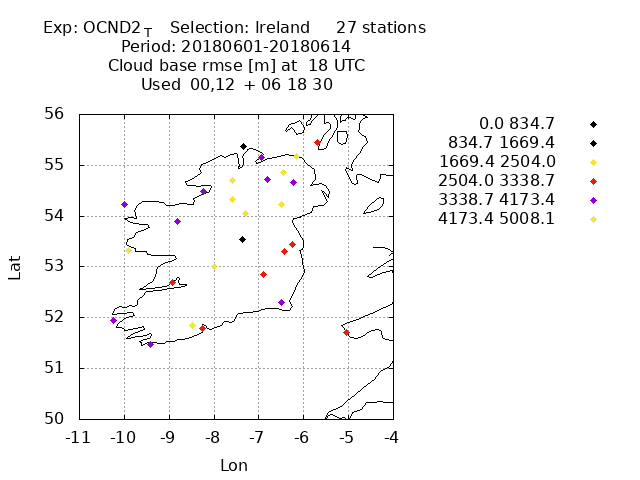 Exp: OCND2_T Selection: Ireland 27 stations
Period: 20180601-20180614
Cloud base rmse [m] at 18 UTC
Used 00,12 + 06 18 30
0.0 834.7
834.7 1669.4
1669.4 2504.0
2504.0 3338.7
3338.7 4173.4
4173.4 5008.1
56
55
54
53
52
51
50
Lat
-11 -10 -9 -8 -7 -6 -5 -4
Lon